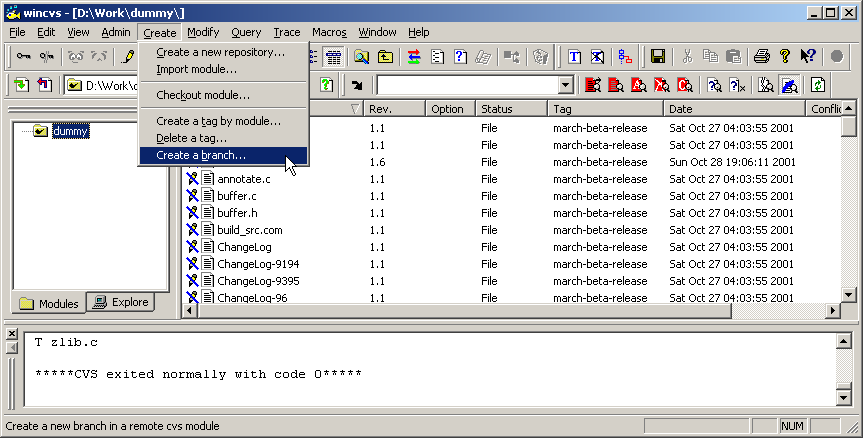 wincvs - [D:\Work\dummy\]
File Edit View Admin Create Modify Query Trace Macros Window Help
Create a new repository...
Import module...
Checkout module...
Create a tag by module...
Delete a tag...
Create a branch...
D:\Work\
Rev. Option Status Tag Date Conflic
dummy
1.1 File march-beta-release Sat Oct 27 04:03:55 2001
1.1 File march-beta-release Sat Oct 27 04:03:55 2001
1.6 File march-beta-release Sun Oct 28 19:06:11 2001
annotate.c 1.1 File march-beta-release Sat Oct 27 04:03:55 2001
buffer.c 1.1 File march-beta-release Sat Oct 27 04:03:55 2001
buffer.h 1.1 File march-beta-release Sat Oct 27 04:03:55 2001
build_src.com 1.1 File march-beta-release Sat Oct 27 04:03:55 2001
ChangeLog 1.1 File march-beta-release Sat Oct 27 04:03:55 2001
ChangeLog-9194 1.1 File march-beta-release Sat Oct 27 04:03:55 2001
ChangeLog-9395 1.1 File march-beta-release Sat Oct 27 04:03:55 2001
ChangeLog-96 1.1 File march-beta-release Sat Oct 27 04:03:55 2001
Modules Explore
T zlib.c
*****CVS exited normally with code 0*****
Create a new branch in a remote cvs module
NUM